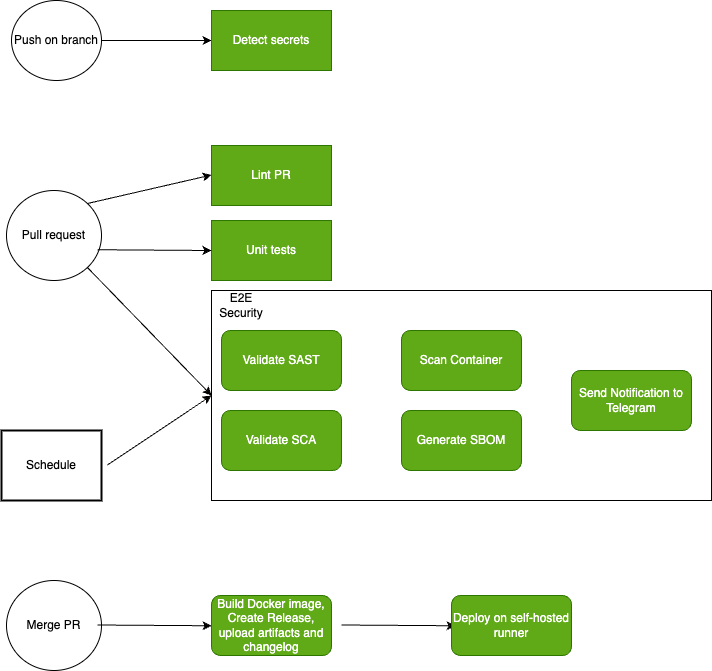 Push on branch
Detect secrets
Lint PR
Pull request
Unit tests
E2E
Security
Validate SAST
Scan Container
Send Notification to
Telegram
Validate SCA
Generate SBOM
Schedule
Merge PR
Build Docker image,
Create Release,
upload artifacts and
changelog
Deploy on self-hosted
runner